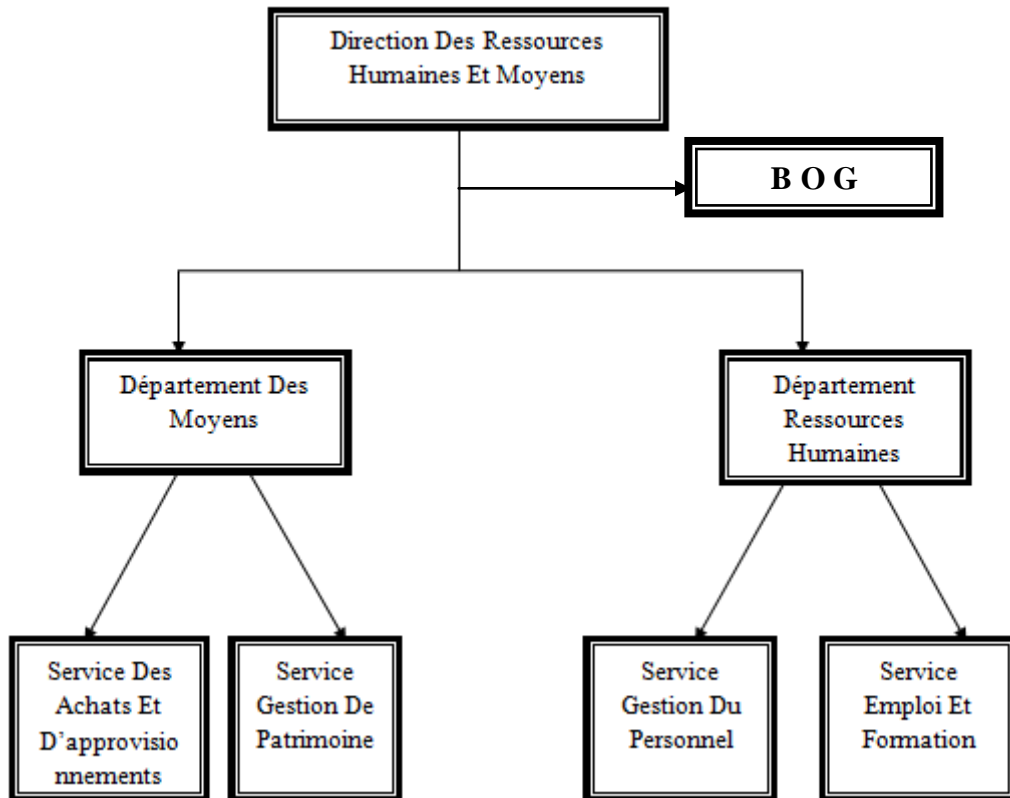 Direction Des Ressources
Humaines Et Moyens
B O G
Département Des
Moyens
Département
Ressources
Humaines
Service Des
Achats Et
D'approvisio
nnements
Service
Gestion De
Patrimoine
Service
Gestion Du
Personnel
Service
Emploi Et
Formation